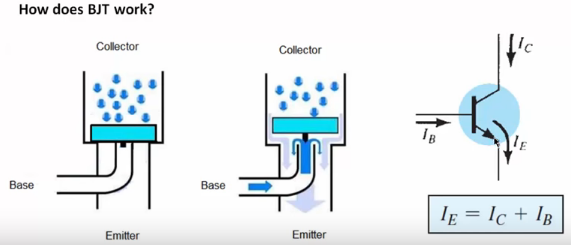 How does BJT work?
Collector
Collector
Base
Base
Emitter
Emitter
I_C
I_B
I_E
I_E = I_C + I_B